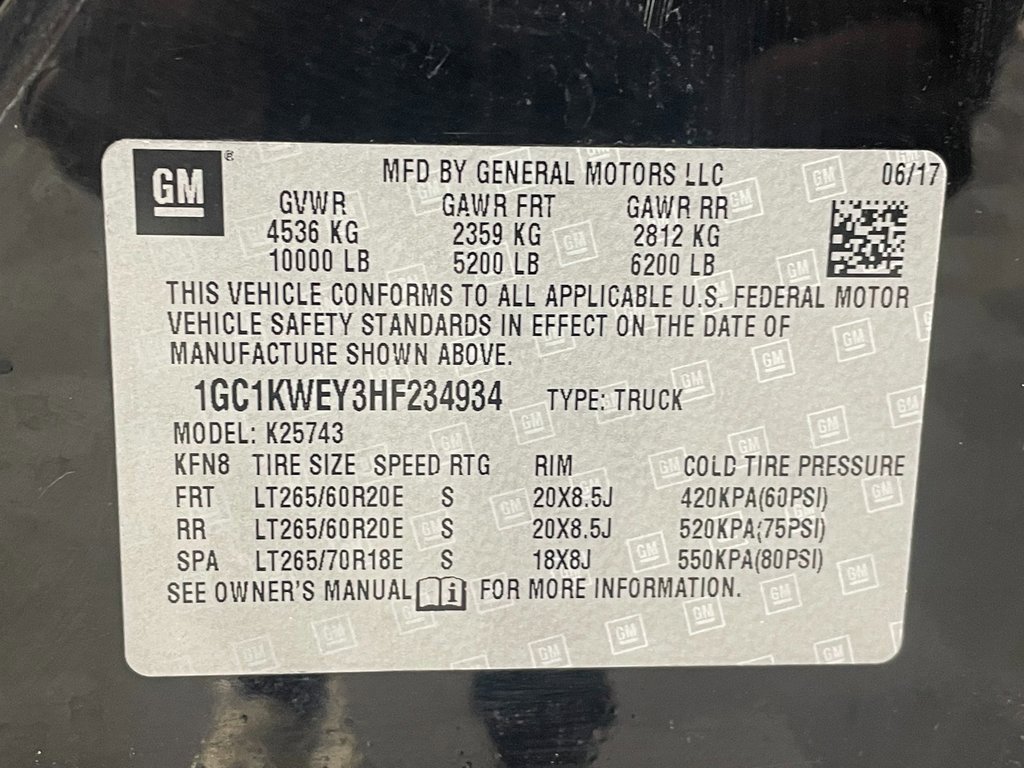 GM
MFD BY GENERAL MOTORS LLC 06/17
GVWR GAWR FRT GAWR RR
4536 KG 2359 KG 2812 KG
10000 LB 5200 LB 6200 LB
THIS VEHICLE CONFORMS TO ALL APPLICABLE U.S. FEDERAL MOTOR
VEHICLE SAFETY STANDARDS IN EFFECT ON THE DATE OF
MANUFACTURE SHOWN ABOVE.
1GC1KWEY3HF234934 TYPE: TRUCK
MODEL: K25743
KFN8 TIRE SIZE SPEED RTG RIM COLD TIRE PRESSURE
FRT LT265/60R20E S 20X8.5J 420KPA(60PSI)
RR LT265/60R20E S 20X8.5J 520KPA(75PSI)
SPA LT265/70R18E S 18X8J 550KPA(80PSI)
SEE OWNER'S MANUAL i FOR MORE INFORMATION.